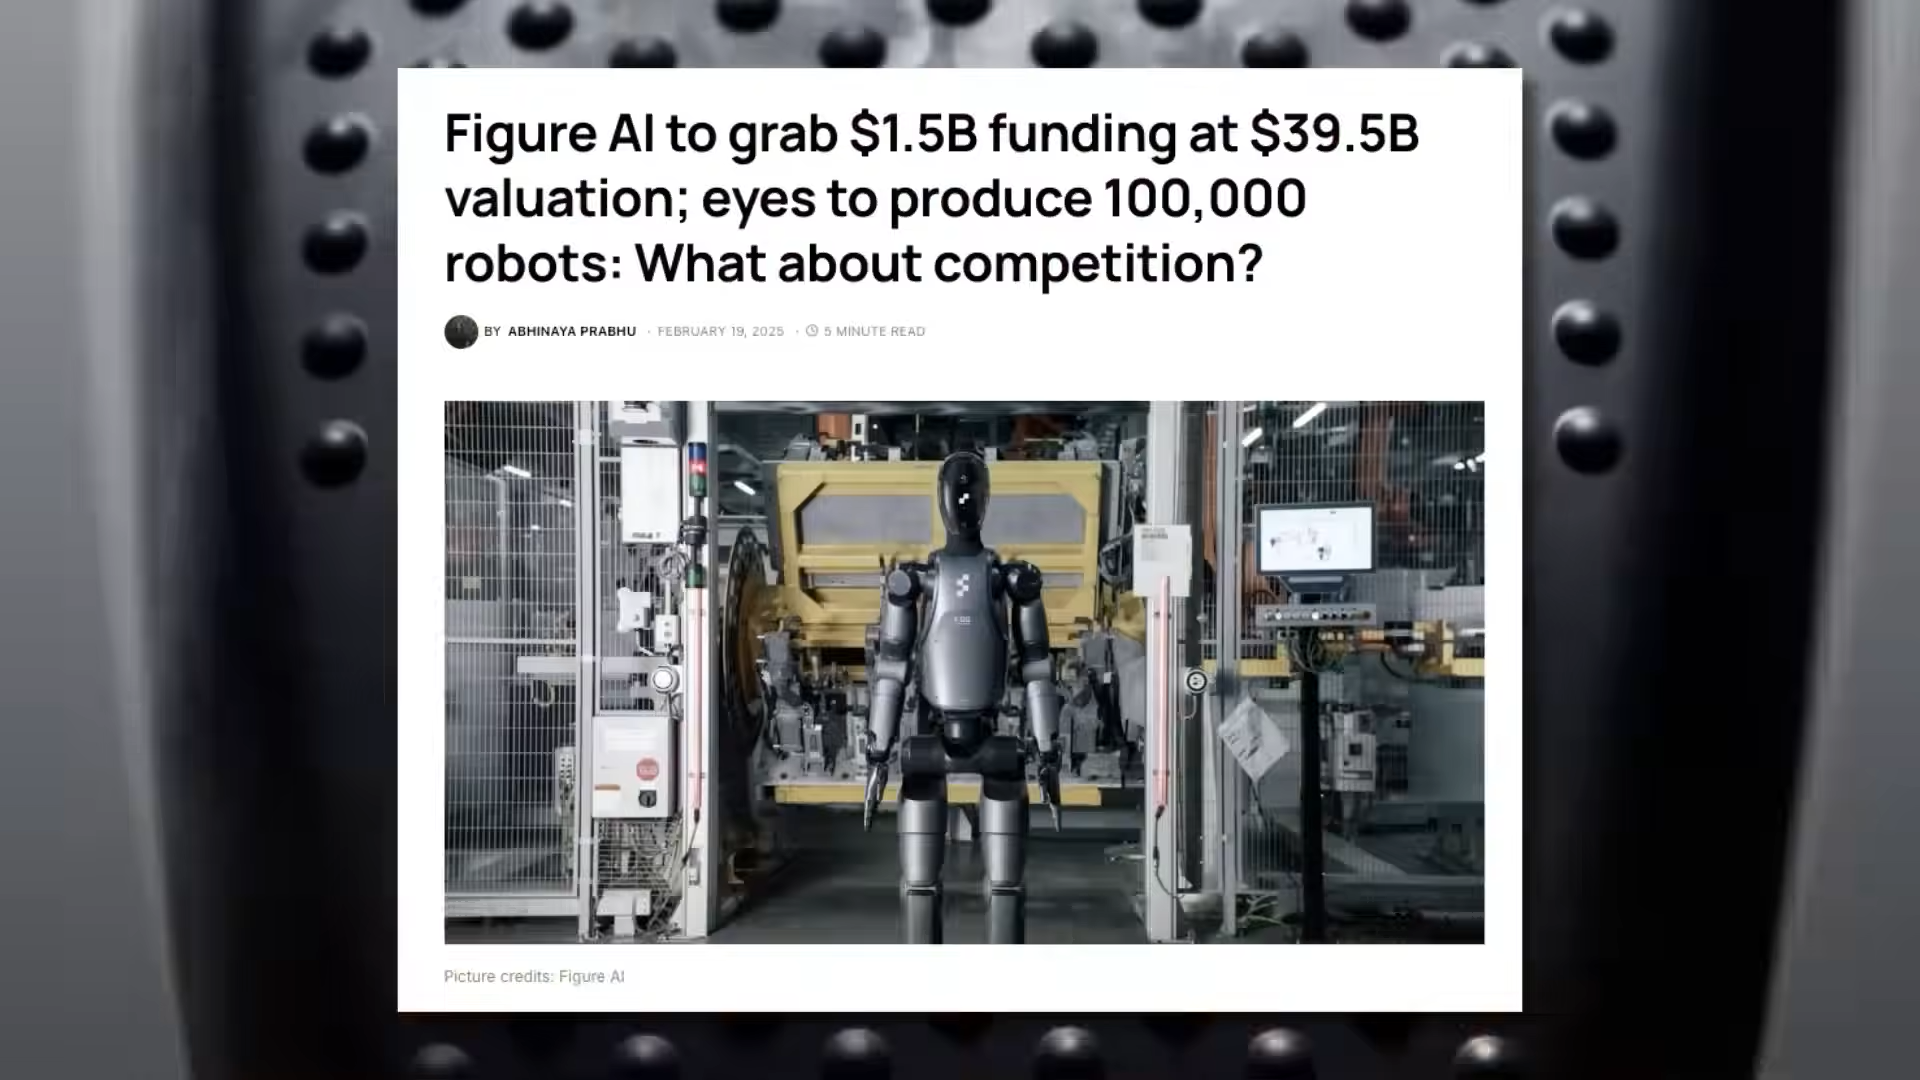 Figure AI to grab $1.5B funding at $39.5B
valuation; eyes to produce 100,000
robots: What about competition?
BY ABHINAYA PRABHU · FEBRUARY 19, 2025 · 5 MINUTE READ
Picture credits: Figure AI